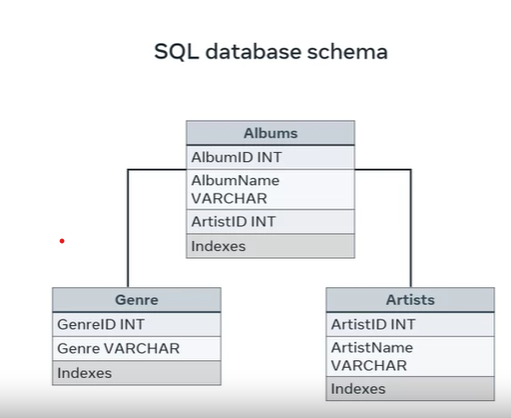 SQL database schema
Albums
AlbumID INT
AlbumName
VARCHAR
ArtistID INT
Indexes
Genre
GenreID INT
Genre VARCHAR
Indexes
Artists
ArtistID INT
ArtistName
VARCHAR
Indexes